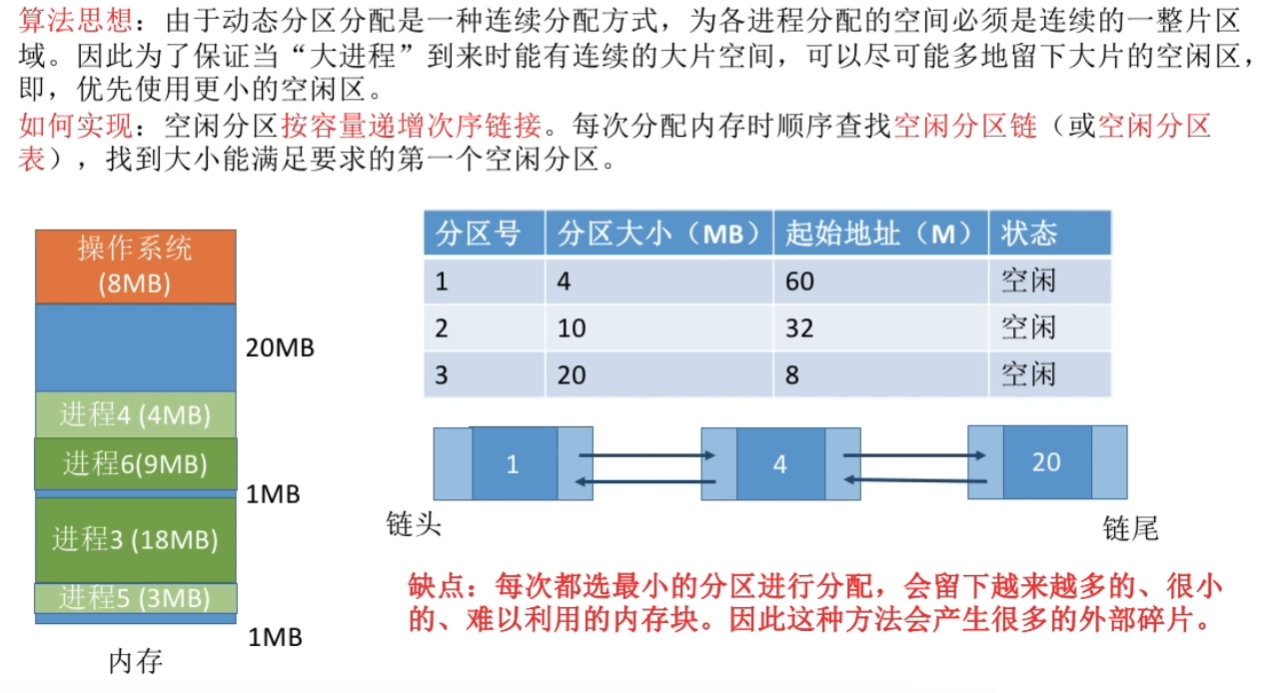 算法思想：由于动态分区分配是一种连续分配方式，为各进程分配的空间必须是连续的一整片区
域。因此为了保证当“大进程”到来时能有连续的大片空间，可以尽可能多地留下大片的空闲区，
即，优先使用更小的空闲区。
如何实现：空闲分区按容量递增次序链接。每次分配内存时顺序查找空闲分区链（或空闲分区
表），找到大小能满足要求的第一个空闲分区。
操作系统
(8MB)
20MB
进程4 (4MB)
进程6(9MB)
1MB
进程3 (18MB)
进程5 (3MB)
1MB
内存
分区号 分区大小（MB） 起始地址（M） 状态
1 4 60 空闲
2 10 32 空闲
3 20 8 空闲
1 4 20
链头 链尾
缺点：每次都选最小的分区进行分配，会留下越来越多的、很小
的、难以利用的内存块。因此这种方法会产生很多的外部碎片。